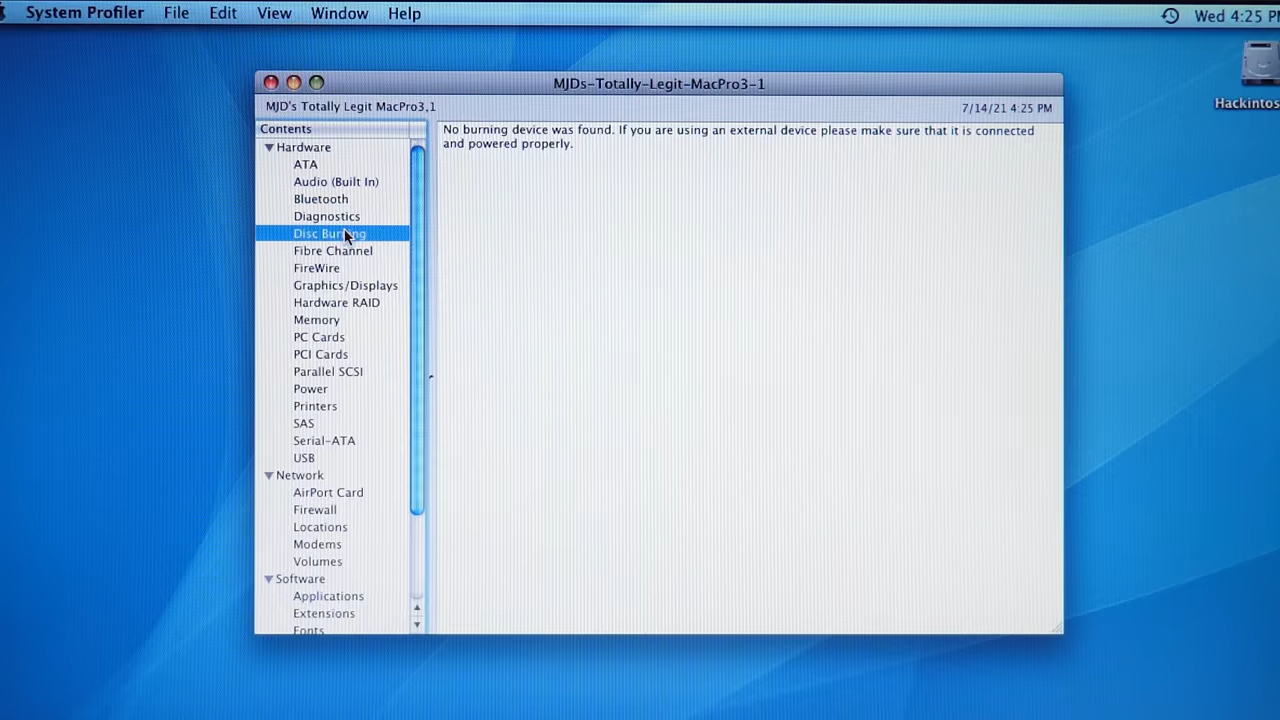 System Profiler File Edit View Window Help Wed 4:25 P
MJDs-Totally-Legit-MacPro3-1
MJD's Totally Legit MacPro3,1 7/14/21 4:25 PM
Contents
Hardware
ATA
Audio (Built In)
Bluetooth
Diagnostics
Disc Burning
Fibre Channel
FireWire
Graphics/Displays
Hardware RAID
Memory
PC Cards
PCI Cards
Parallel SCSI
Power
Printers
SAS
Serial-ATA
USB
Network
AirPort Card
Firewall
Locations
Modems
Volumes
Software
Applications
Extensions
Fonts
No burning device was found. If you are using an external device please make sure that it is connected
and powered properly.
Hackintos